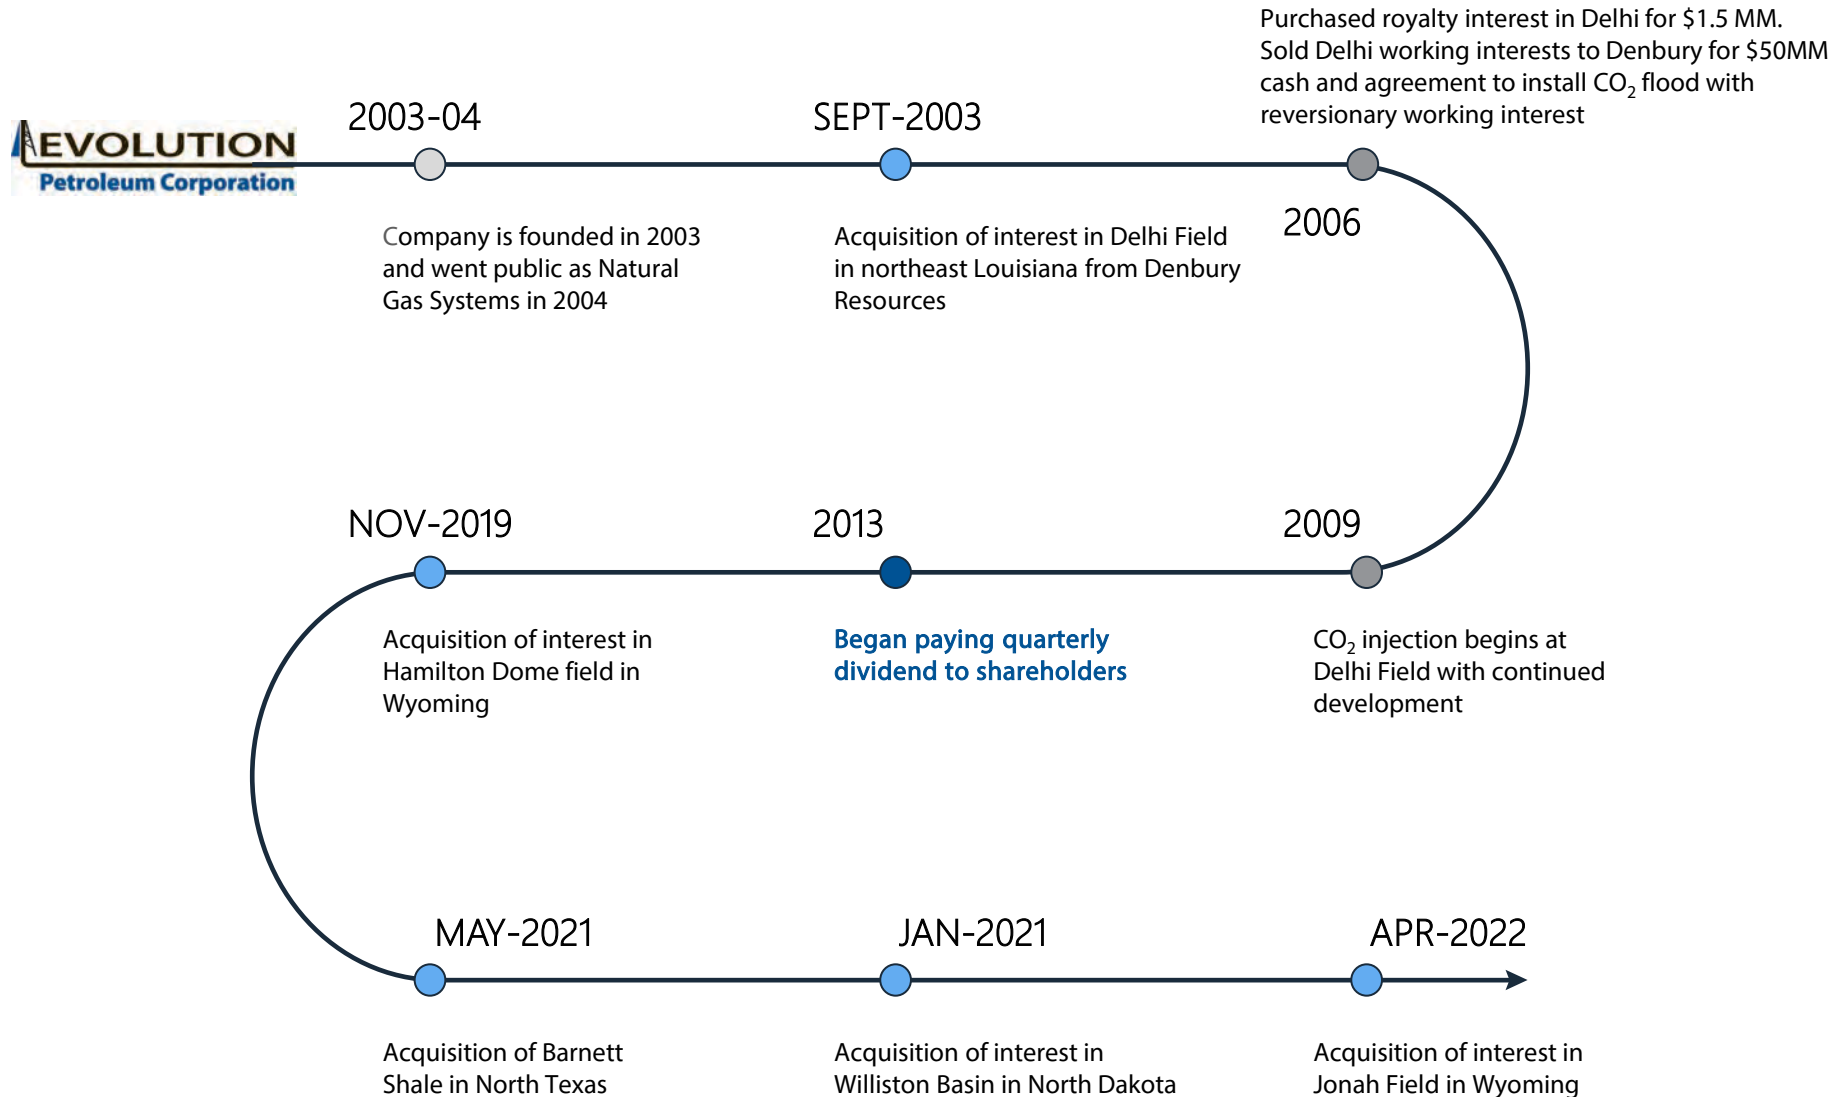 EVOLUTION
Petroleum Corporation
2003-04
Company is founded in 2003
and went public as Natural
Gas Systems in 2004
SEPT-2003
Acquisition of interest in Delhi Field
in northeast Louisiana from Denbury
Resources
Purchased royalty interest in Delhi for $1.5 MM.
Sold Delhi working interests to Denbury for $50MM
cash and agreement to install CO₂ flood with
reversionary working interest
2006
2009
CO₂ injection begins at
Delhi Field with continued
development
2013
Began paying quarterly
dividend to shareholders
NOV-2019
Acquisition of interest in
Hamilton Dome field in
Wyoming
MAY-2021
Acquisition of Barnett
Shale in North Texas
JAN-2021
Acquisition of interest in
Williston Basin in North Dakota
APR-2022
Acquisition of interest in
Jonah Field in Wyoming